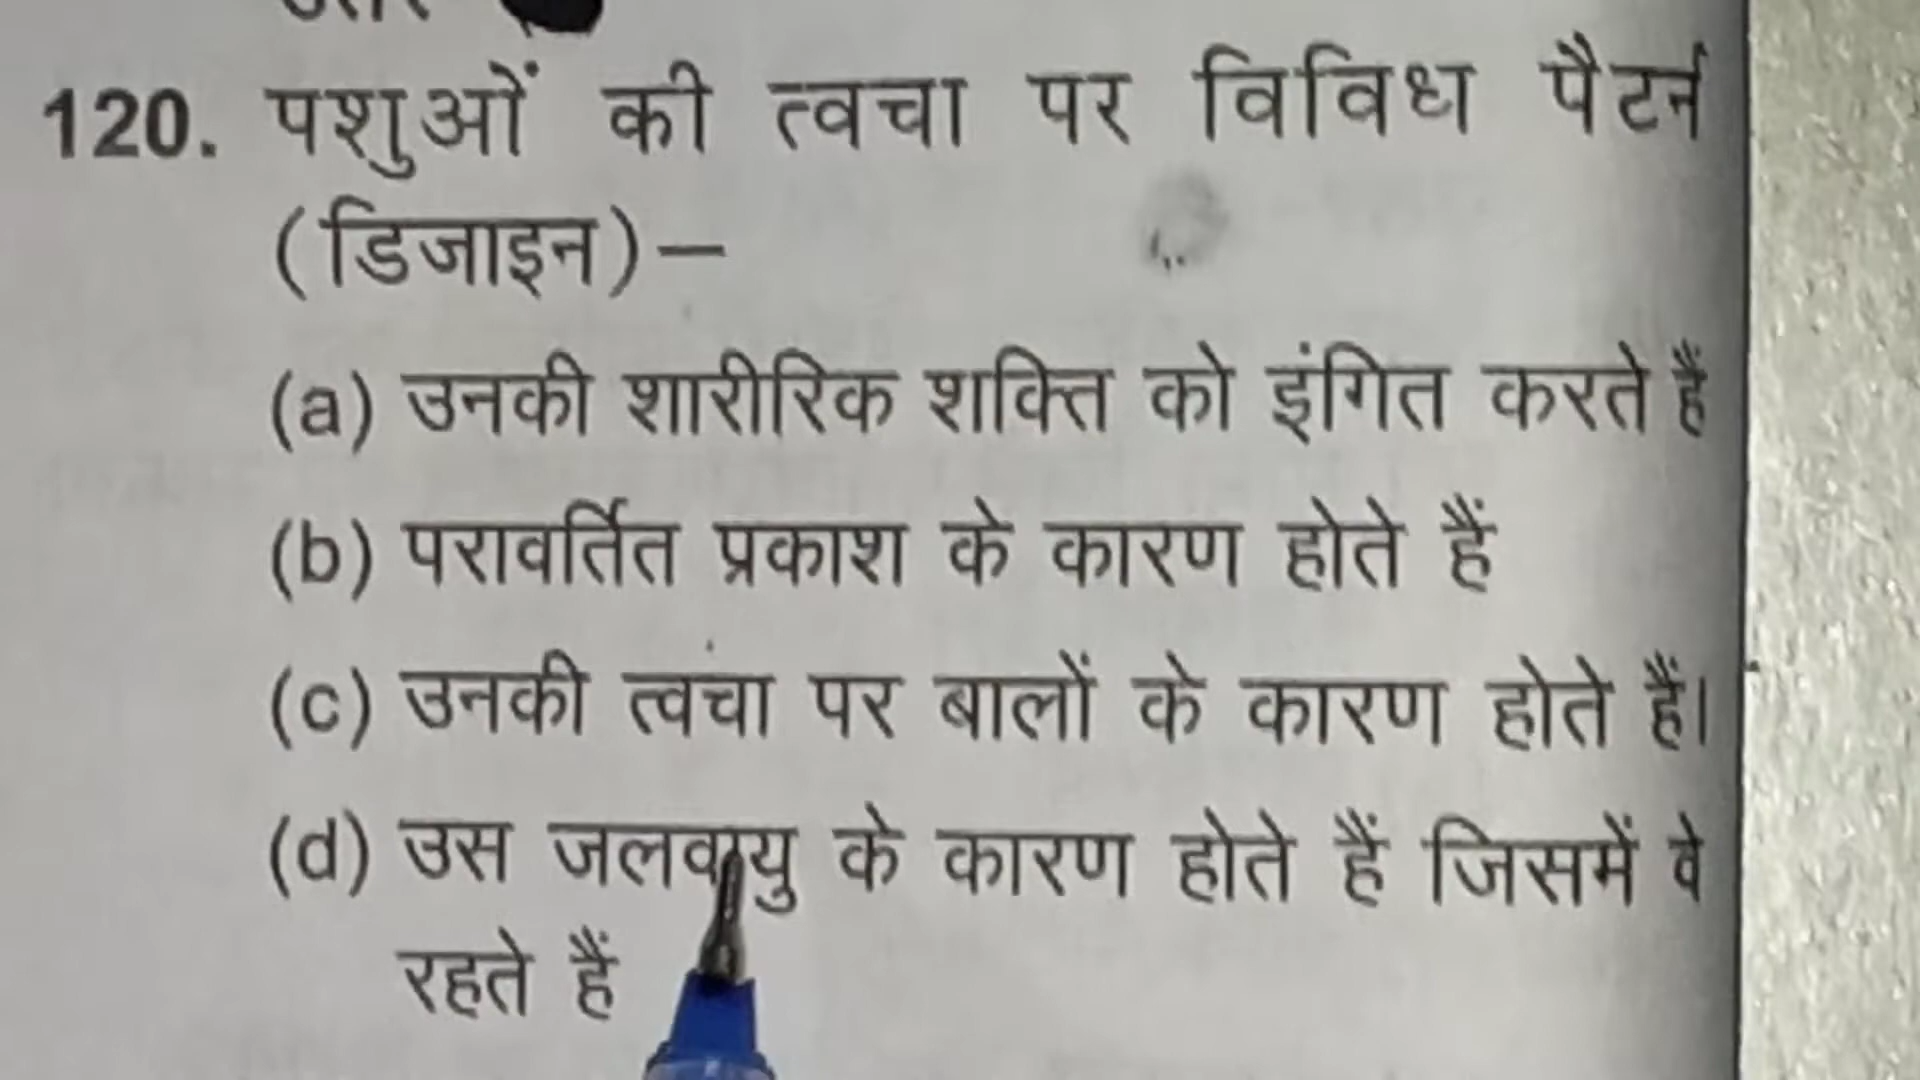 120. पशुओं की त्वचा पर विविध पैटर्न
(डिजाइन)–
(a) उनकी शारीरिक शक्ति को इंगित करते हैं
(b) परावर्तित प्रकाश के कारण होते हैं
(c) उनकी त्वचा पर बालों के कारण होते हैं।
(d) उस जलवायु के कारण होते हैं जिसमें वे
रहते हैं